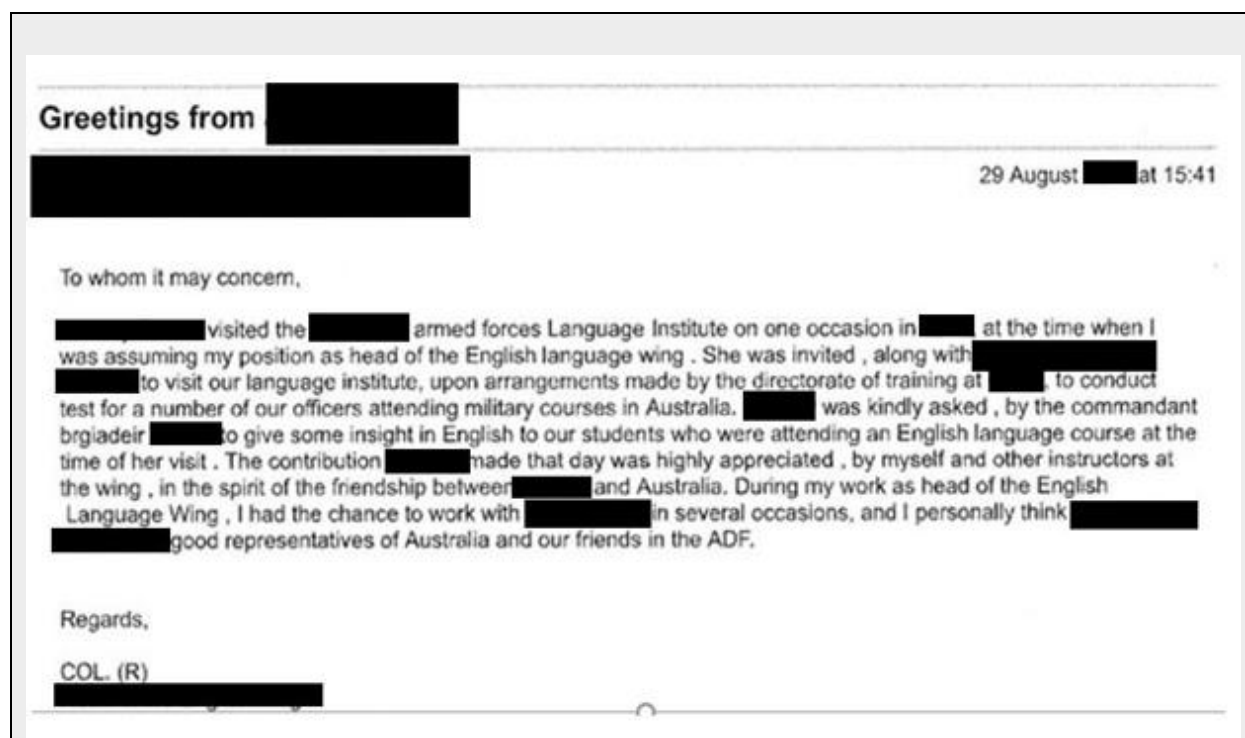 Greetings from
29 August at 15:41
To whom it may concern,
visited the armed forces Language Institute on one occasion in at the time when I
was assuming my position as head of the English language wing . She was invited , along with
to visit our language institute, upon arrangements made by the directorate of training at , to conduct
test for a number of our officers attending military courses in Australia. was kindly asked , by the commandant
brgiadeir to give some insight in English to our students who were attending an English language course at the
time of her visit . The contribution made that day was highly appreciated , by myself and other instructors at
the wing , in the spirit of the friendship between and Australia. During my work as head of the English
Language Wing , I had the chance to work with in several occasions, and I personally think
good representatives of Australia and our friends in the ADF.
Regards,
COL. (R)